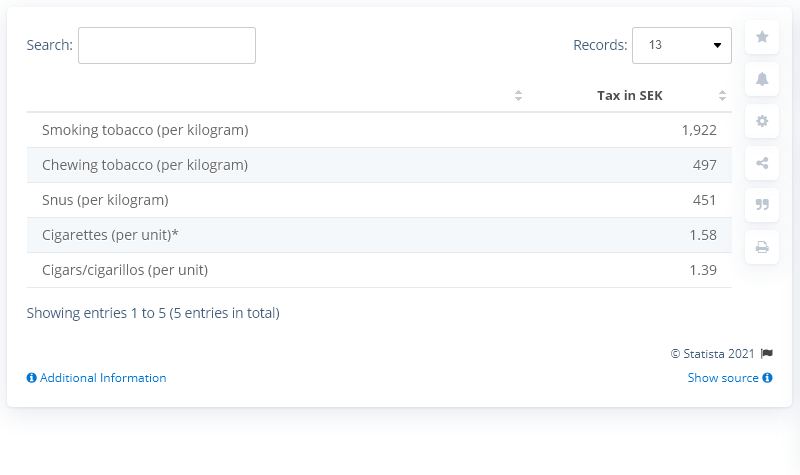 Search:
Records: 13
Tax in SEK
Smoking tobacco (per kilogram) 1,922
Chewing tobacco (per kilogram) 497
Snus (per kilogram) 451
Cigarettes (per unit)* 1.58
Cigars/cigarillos (per unit) 1.39
Showing entries 1 to 5 (5 entries in total)
© Statista 2021
Additional Information
Show source